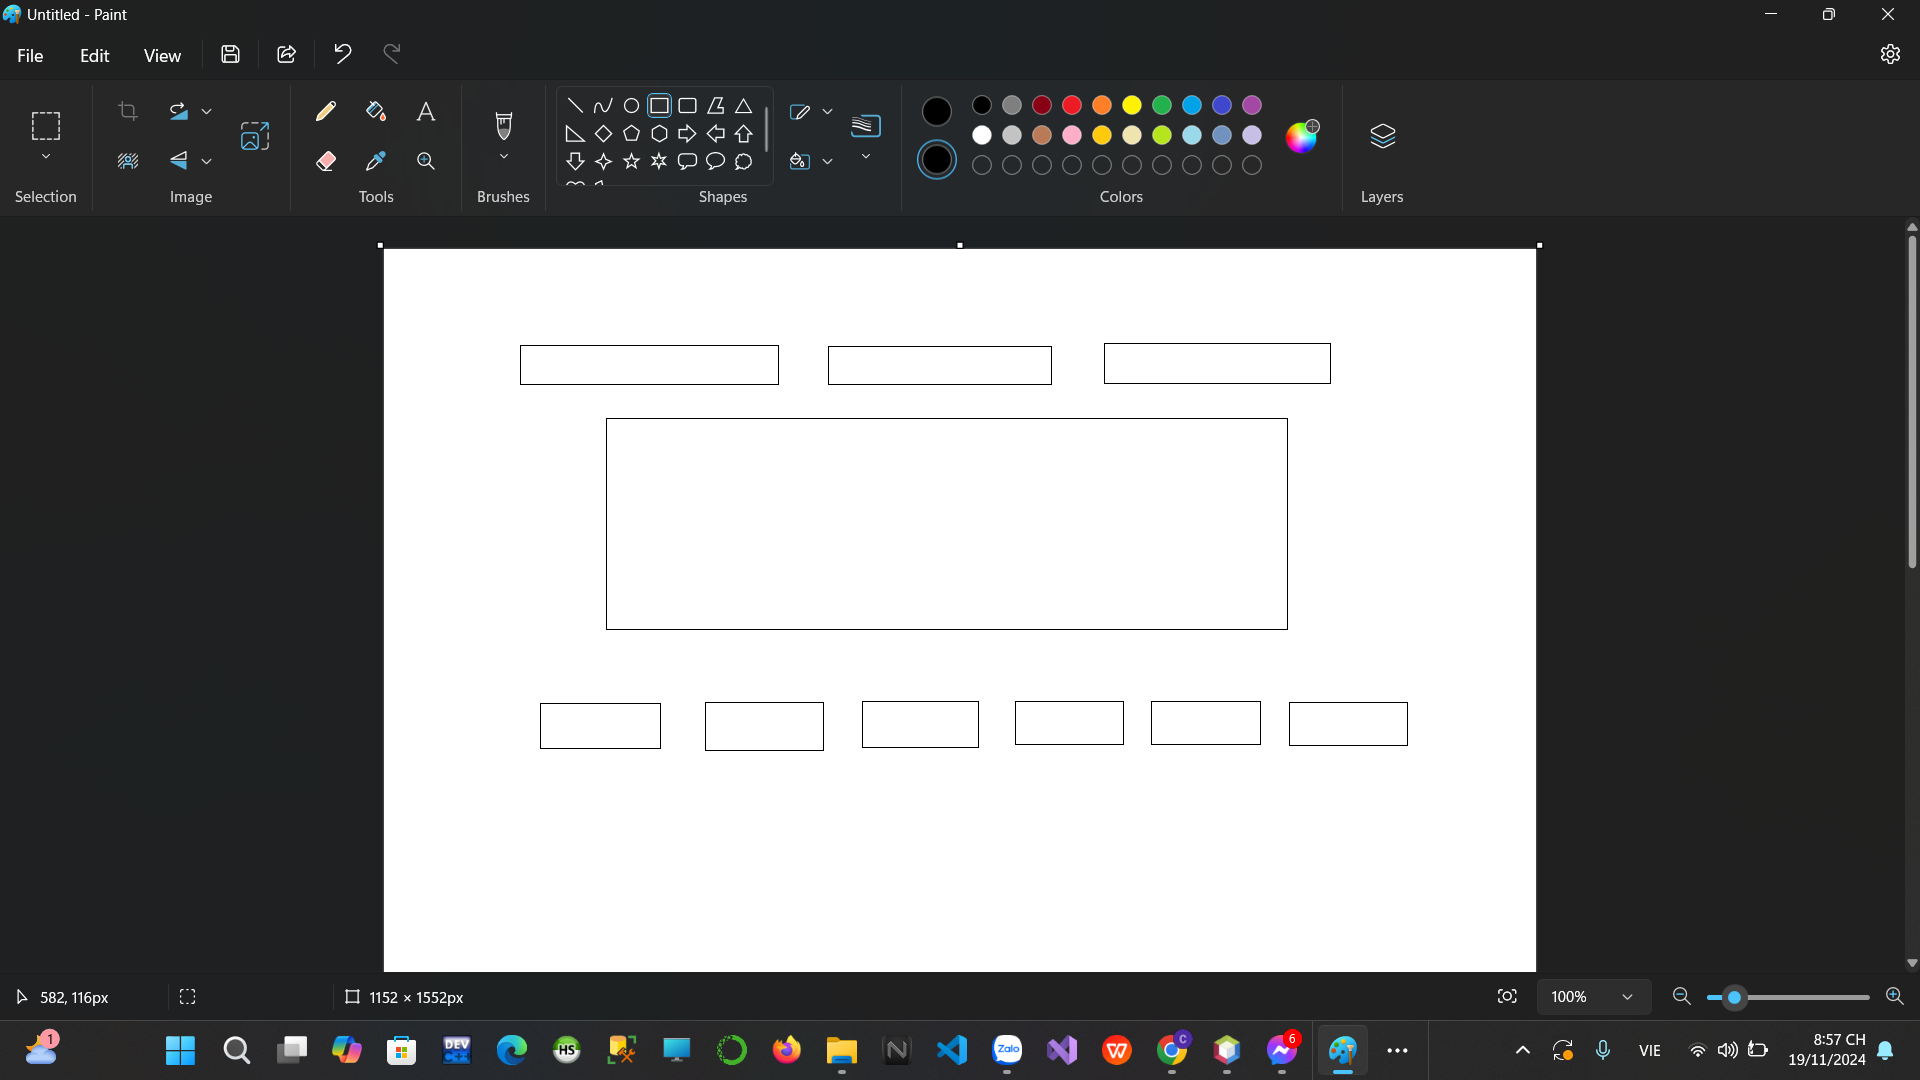 Untitled - Paint
File Edit View
Selection Image Tools Brushes Shapes Colors Layers
582, 116px 1152 × 1552px 100%
1 DEV C++ HS N Zalo W C 6 VIE 8:57 CH
19/11/2024